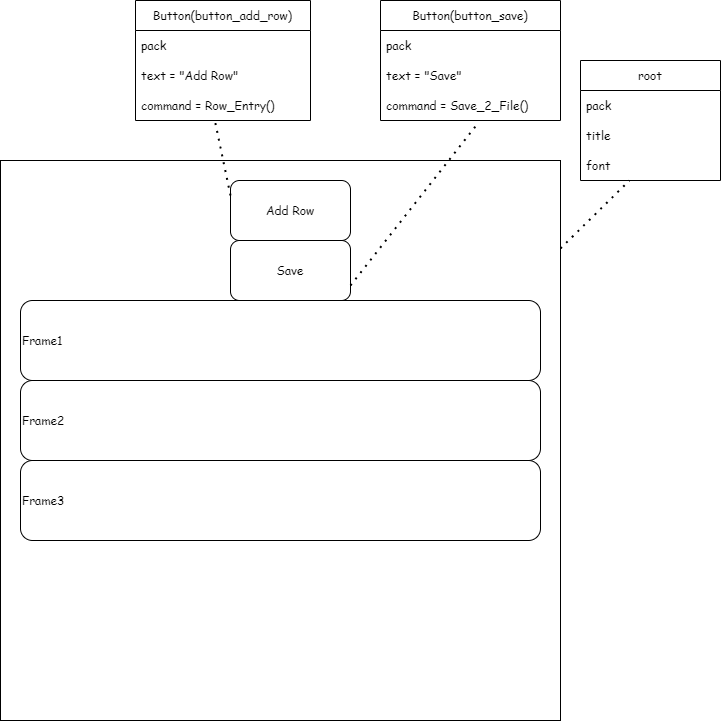 Button(button_add_row)
pack
text = "Add Row"
command = Row_Entry()
Button(button_save)
pack
text = "Save"
command = Save_2_File()
root
pack
title
font
Add Row
Save
Frame1
Frame2
Frame3